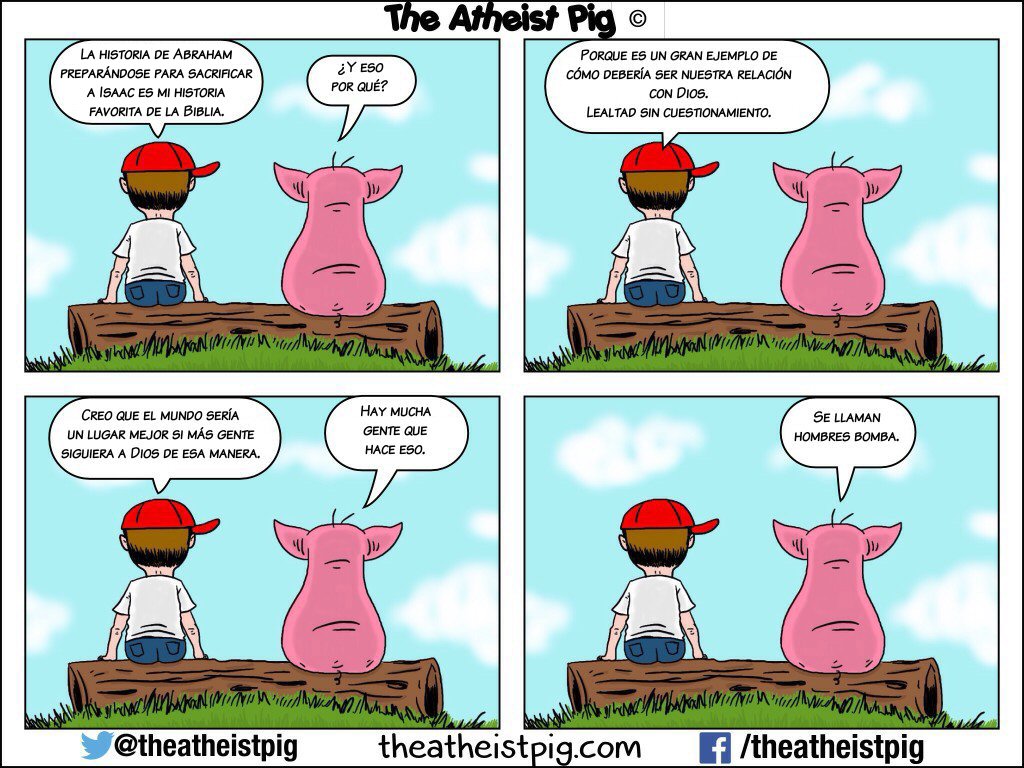 The Atheist Pig ©
La historia de Abraham
preparándose para sacrificar
a Isaac es mi historia
favorita de la Biblia.
¿Y eso
por qué?
Porque es un gran ejemplo de
cómo debería ser nuestra relación
con Dios.
Lealtad sin cuestionamiento.
Creo que el mundo sería
un lugar mejor si más gente
siguiera a Dios de esa manera.
Hay mucha
gente que
hace eso.
Se llaman
hombres bomba.
@theatheistpig
theatheistpig.com
/theatheistpig